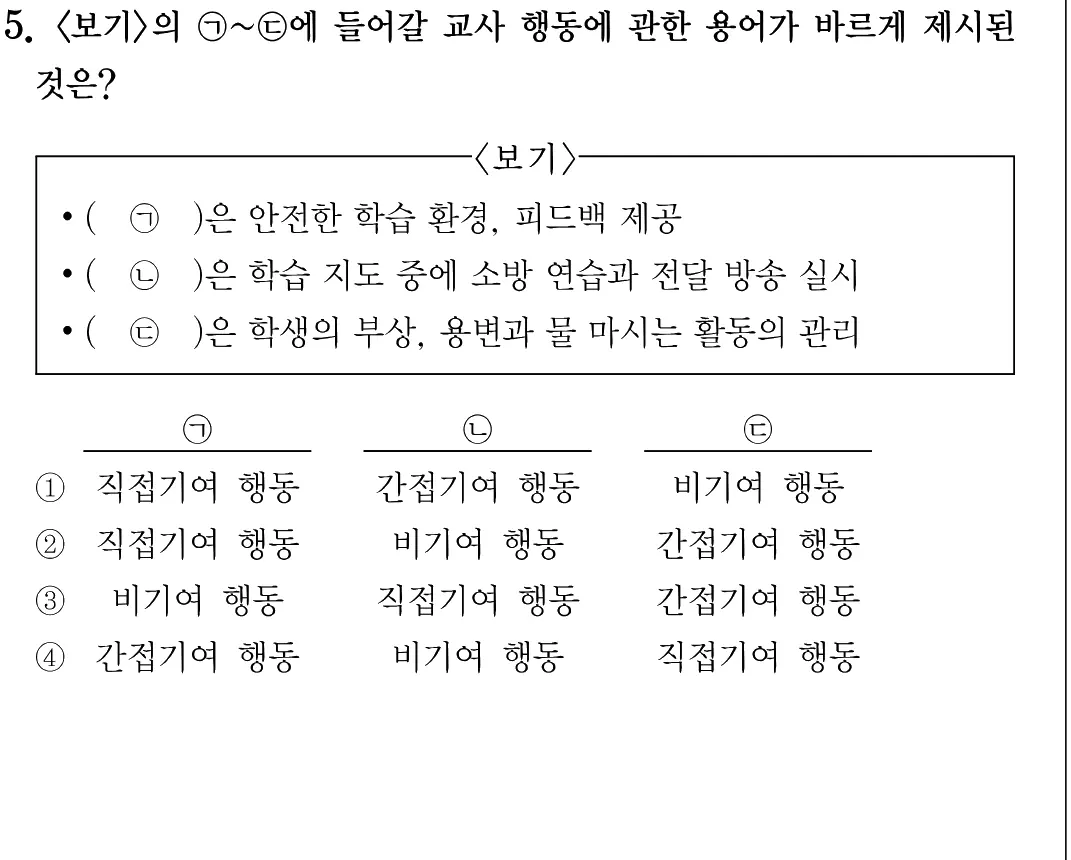 5. 〈보기〉의 ㉠~㉢에 들어갈 교사 행동에 관한 용어가 바르게 제시된
것은?
〈보기〉
• ( ㉠ )은 안전한 학습 환경, 피드백 제공
• ( ㉡ )은 학습 지도 중에 소방 연습과 전달 방송 실시
• ( ㉢ )은 학생의 부상, 용변과 물 마시는 활동의 관리
㉠ ㉡ ㉢
① 직접기여 행동 간접기여 행동 비기여 행동
② 직접기여 행동 비기여 행동 간접기여 행동
③ 비기여 행동 직접기여 행동 간접기여 행동
④ 간접기여 행동 비기여 행동 직접기여 행동